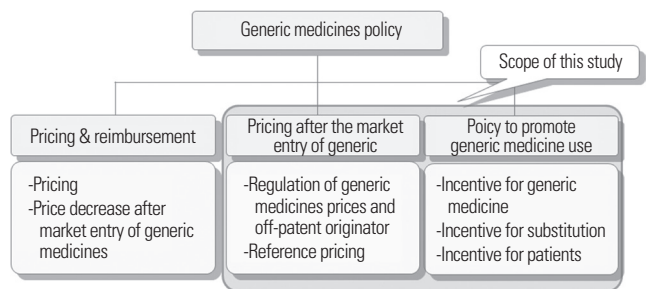 Generic medicines policy
Scope of this study
Pricing & reimbursement
-Pricing
-Price decrease after
market entry of generic
medicines
Pricing after the market
entry of generic
-Regulation of generic
medicines prices and
off-patent originator
-Reference pricing
Poicy to promote
generic medicine use
-Incentive for generic
medicine
-Incentive for substitution
-Incentive for patients